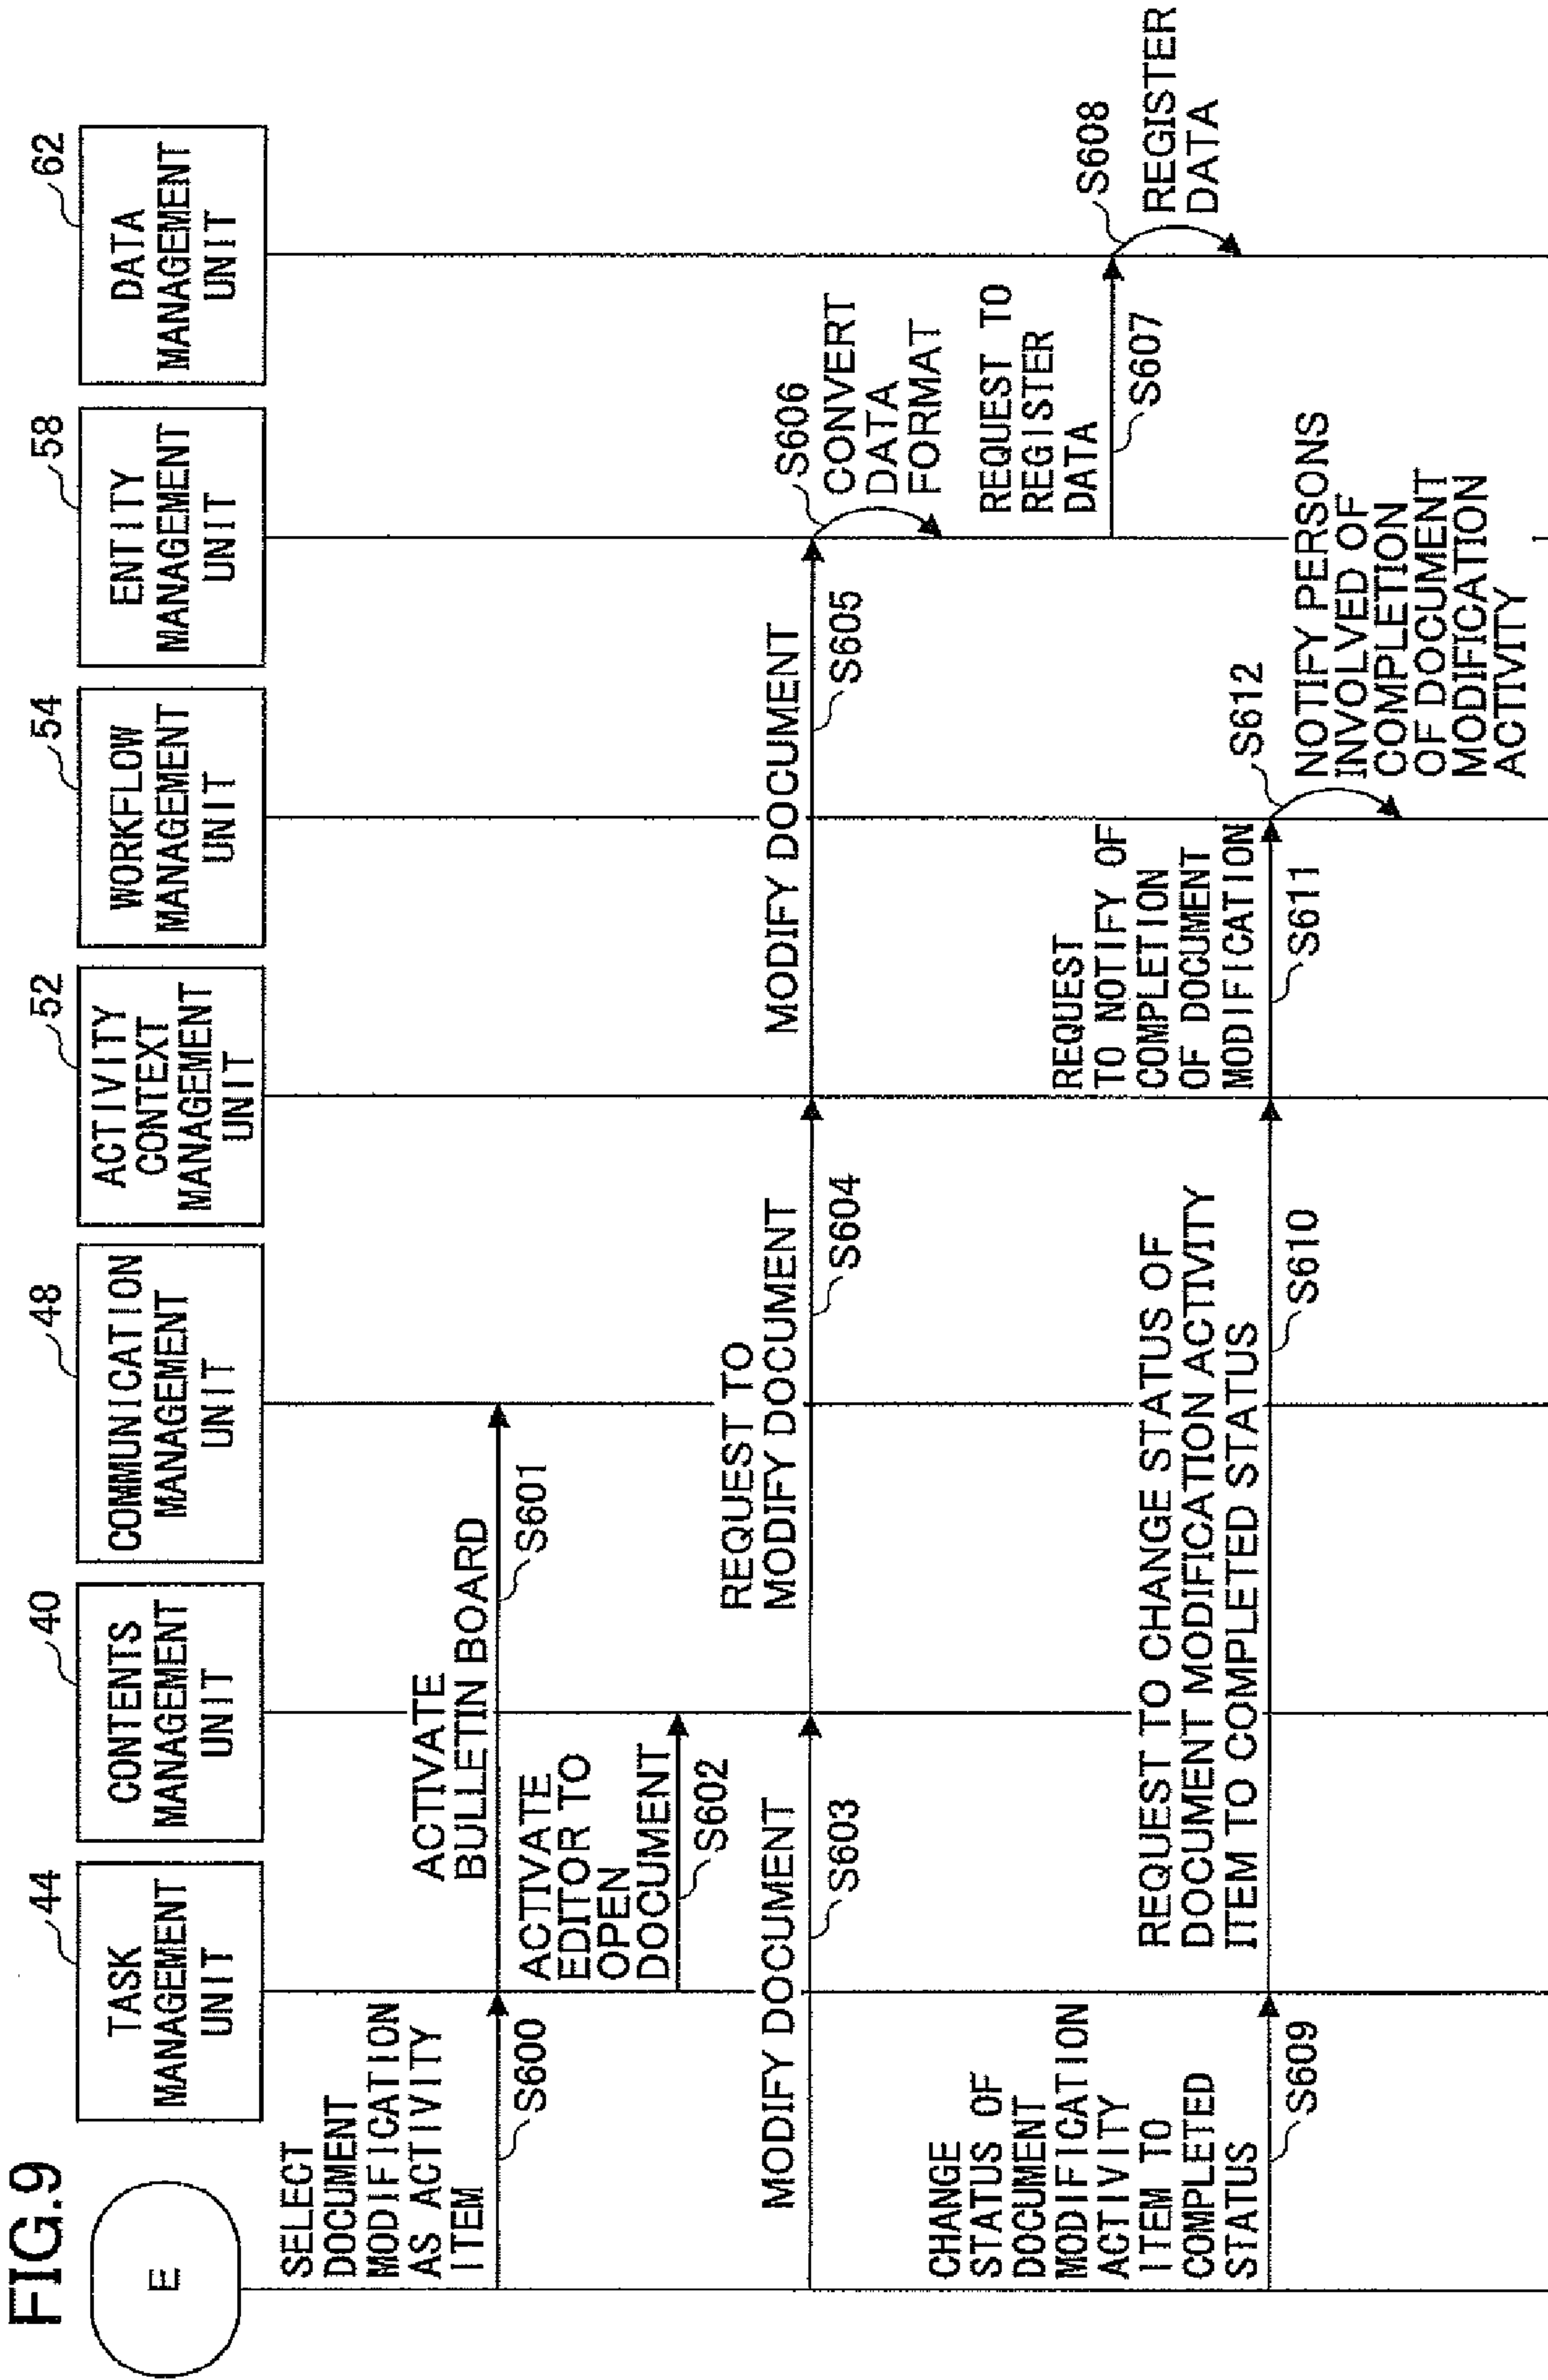 FIG.9
E
44
TASK
MANAGEMENT
UNIT
40
CONTENTS
MANAGEMENT
UNIT
48
COMMUNICATION
MANAGEMENT
UNIT
52
ACTIVITY
CONTEXT
MANAGEMENT
UNIT
54
WORKFLOW
MANAGEMENT
UNIT
58
ENTITY
MANAGEMENT
UNIT
62
DATA
MANAGEMENT
UNIT
SELECT
DOCUMENT
MODIFICATION
AS ACTIVITY
ITEM
S600
ACTIVATE
BULLETIN BOARD
S601
ACTIVATE
EDITOR TO
OPEN
DOCUMENT
S602
MODIFY DOCUMENT
S603
REQUEST TO
MODIFY DOCUMENT
S604
MODIFY DOCUMENT
S605
S606
CONVERT
DATA
FORMAT
REQUEST TO
REGISTER
DATA
S607
S608
REGISTER
DATA
CHANGE
STATUS OF
DOCUMENT
MODIFICATION
ACTIVITY
ITEM TO
COMPLETED
STATUS
S609
REQUEST TO CHANGE STATUS OF
DOCUMENT MODIFICATION ACTIVITY
ITEM TO COMPLETED STATUS
S610
REQUEST
TO NOTIFY OF
COMPLETION
OF DOCUMENT
MODIFICATION
S611
S612
NOTIFY PERSONS
INVOLVED OF
COMPLETION
OF DOCUMENT
MODIFICATION
ACTIVITY